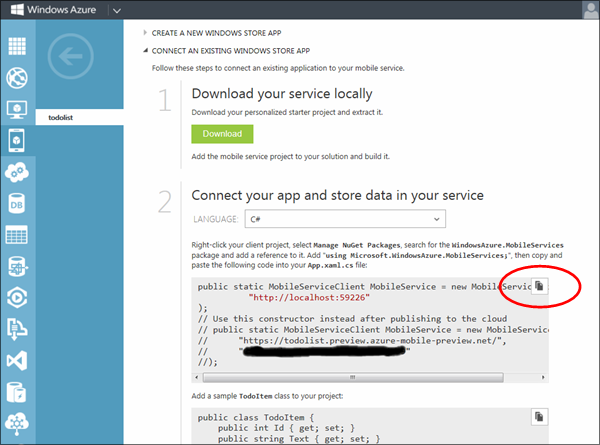 Windows Azure
CREATE A NEW WINDOWS STORE APP
CONNECT AN EXISTING WINDOWS STORE APP
Follow these steps to connect an existing application to your mobile service.
todolist
1
Download your service locally
Download your personalized starter project and extract it.
Download
Add the mobile service project to your solution and build it.
2
Connect your app and store data in your service
LANGUAGE: C#
Right-click your client project, select Manage NuGet Packages, search for the WindowsAzure.MobileServices
package and add a reference to it. Add "using Microsoft.WindowsAzure.MobileServices;", then copy and
paste the following code into your App.xaml.cs file:
public static MobileServiceClient MobileService = new MobileServic
"http://localhost:59226"
);
// Use this constructor instead after publishing to the cloud
// public static MobileServiceClient MobileService = new MobileService
// "https://todolist.preview.azure-mobile-preview.net/",
// " "
//);
Add a sample TodoItem class to your project:
public class TodoItem {
public int Id { get; set; }
public string Text { get; set; }
DB